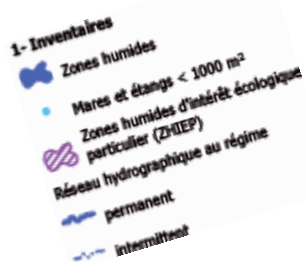 1- Inventaires
Zones humides
Mares et étangs < 1000 m²
Zones humides d'intérêt écologique
particulier (ZHIEP)
Réseau hydrographique au régime
permanent
intermittent